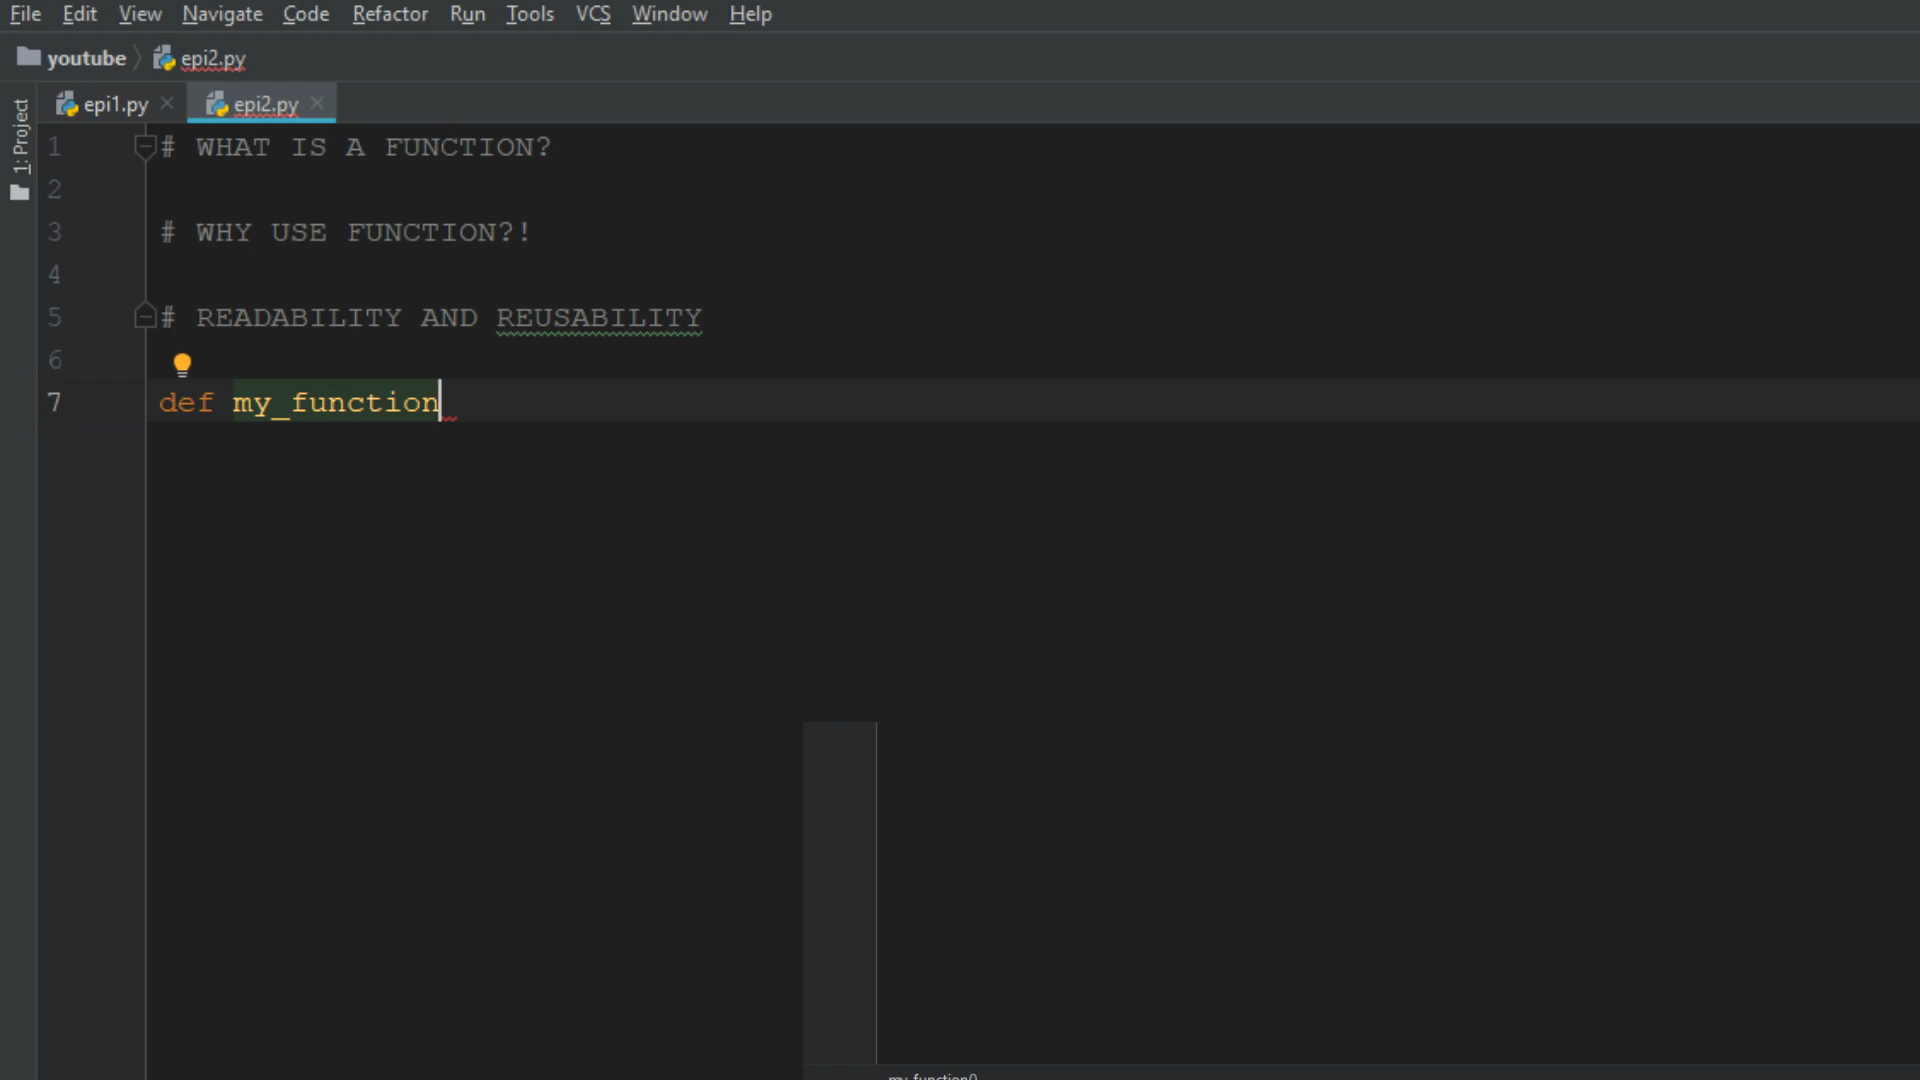 File Edit View Navigate Code Refactor Run Tools VCS Window Help
youtube epi2.py
epi1.py epi2.py
1: Project
1 # WHAT IS A FUNCTION?
2
3 # WHY USE FUNCTION?!
4
5 # READABILITY AND REUSABILITY
6
7 def my_function
my_function()